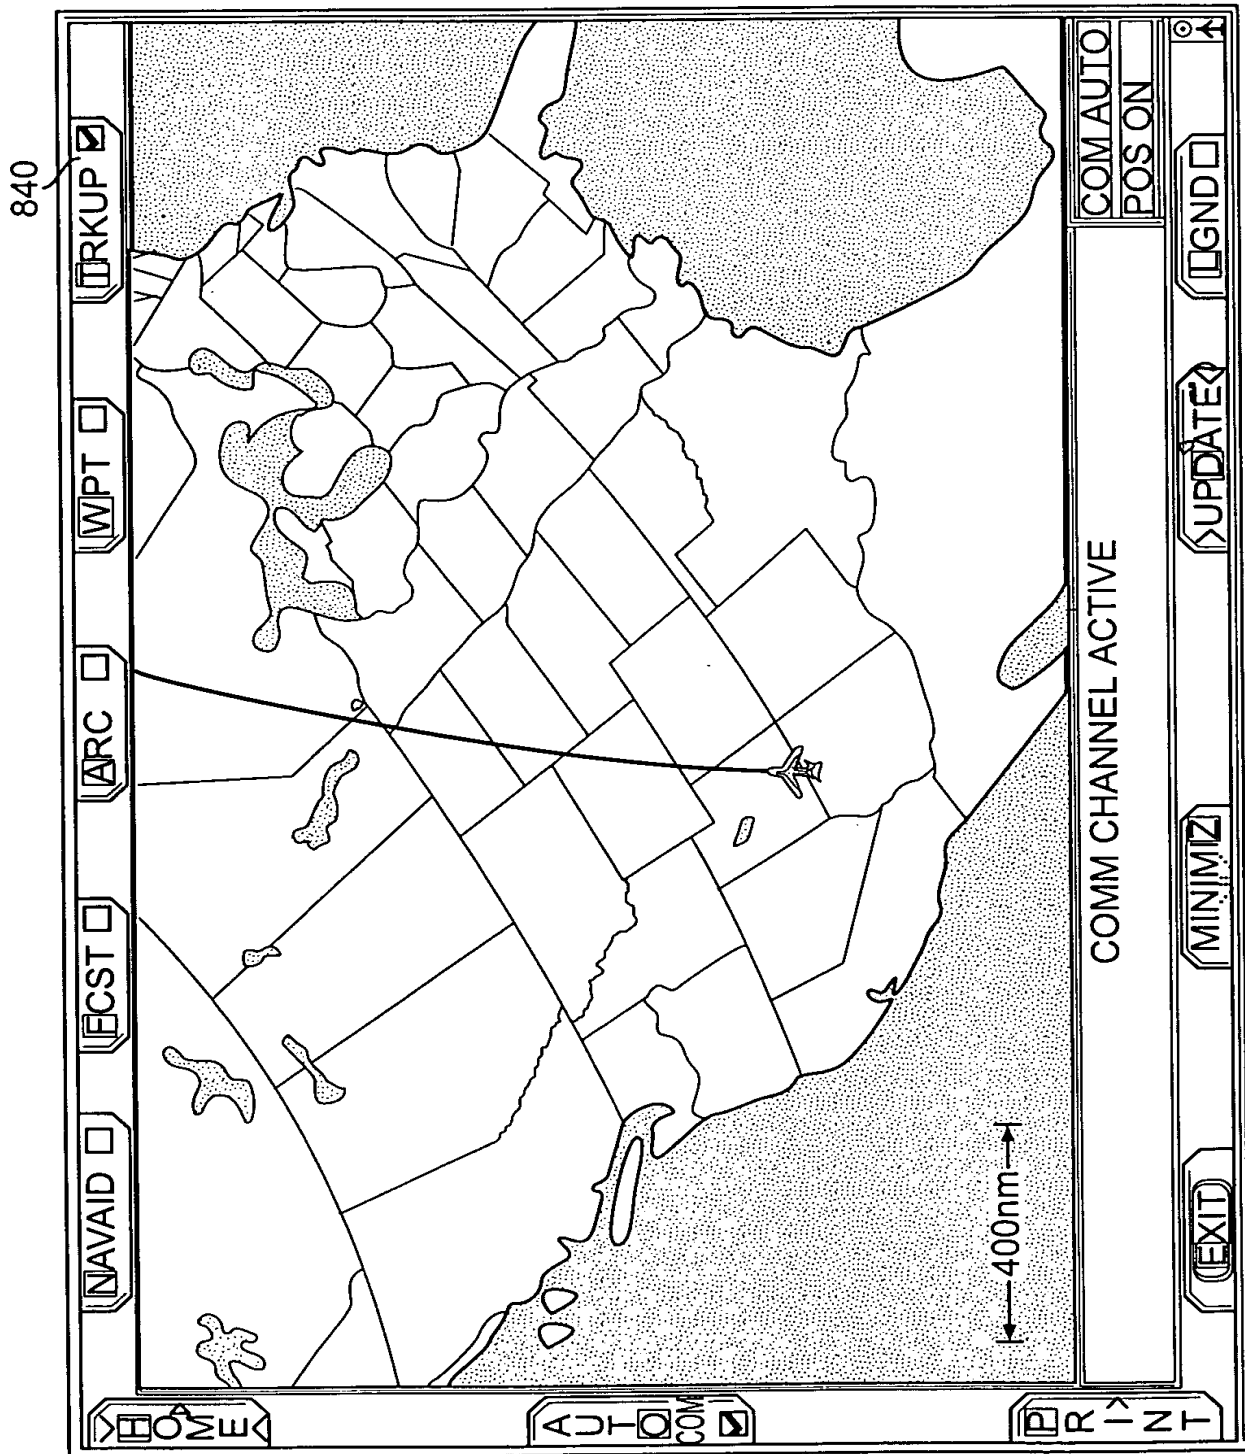 840
NAVAID
FCST
ARC
WPT
TRKUP
HOME
AUTO
COM
PRINT
400nm
COMM CHANNEL ACTIVE
COM AUTO
POS ON
EXIT
MINIMIZ
>UPDATE<
LGND